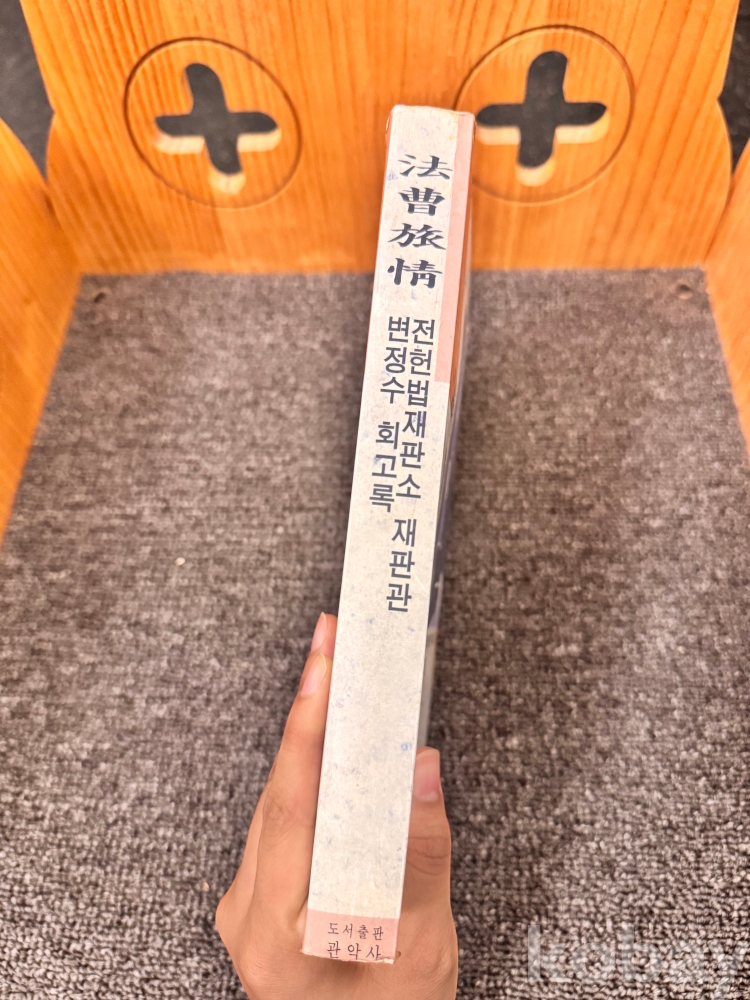 法曹旅情
전헌법재판소 재판관
변정수 회고록
도서출판
관악사
kobay